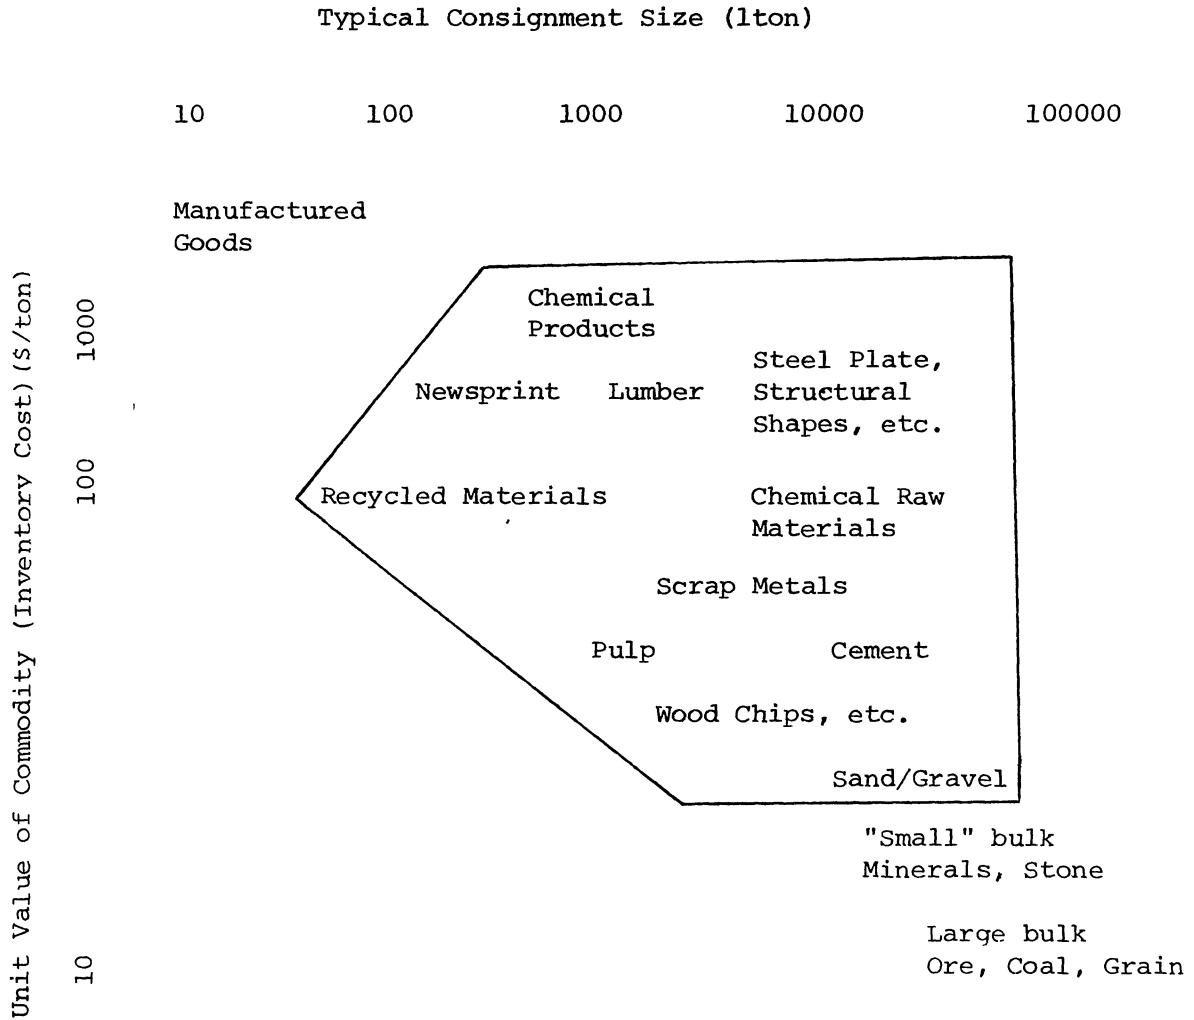 Typical Consignment Size (lton)
10 100 1000 10000 100000
Manufactured
Goods
Unit Value of Commodity (Inventory Cost) ($/ton)
1000
100
10
Chemical
Products
Newsprint
Lumber
Steel Plate,
Structural
Shapes, etc.
Recycled Materials
Chemical Raw
Materials
Scrap Metals
Pulp
Cement
Wood Chips, etc.
Sand/Gravel
"Small" bulk
Minerals, Stone
Large bulk
Ore, Coal, Grain